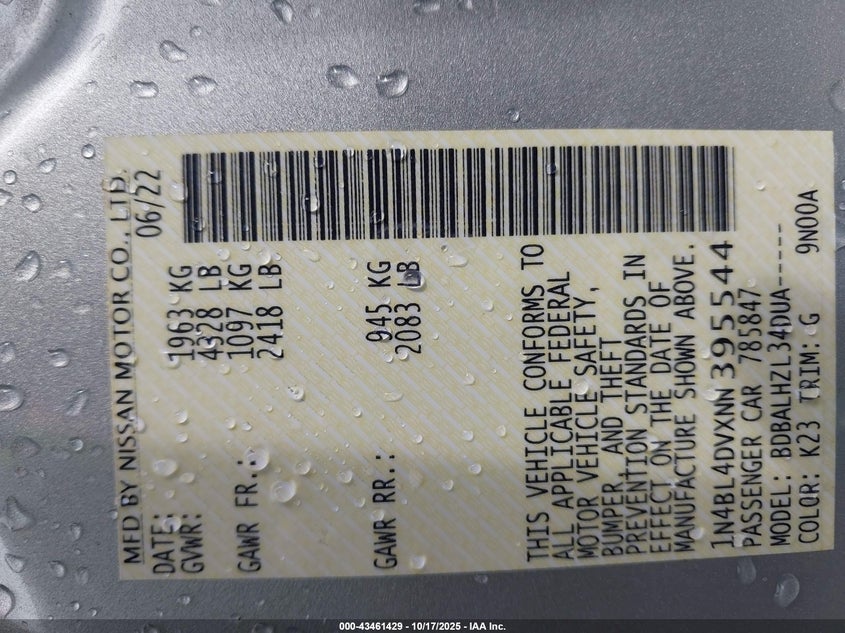 MFD BY NISSAN MOTOR CO., LTD.
DATE: 06/22
GVWR: 1963 KG
4328 LB
GAWR FR.: 1097 KG
2418 LB
GAWR RR.: 945 KG
2083 LB
THIS VEHICLE CONFORMS TO
ALL APPLICABLE FEDERAL
MOTOR VEHICLE SAFETY,
BUMPER AND THEFT
PREVENTION STANDARDS IN
EFFECT ON THE DATE OF
MANUFACTURE SHOWN ABOVE.
1N4BL4DVXNN395544
PASSENGER CAR 785847
MODEL: BDBALHZL34DUA-----
COLOR: K23 TRIM: G 9N00A
000-43461429 - 10/17/2025 - IAA Inc.